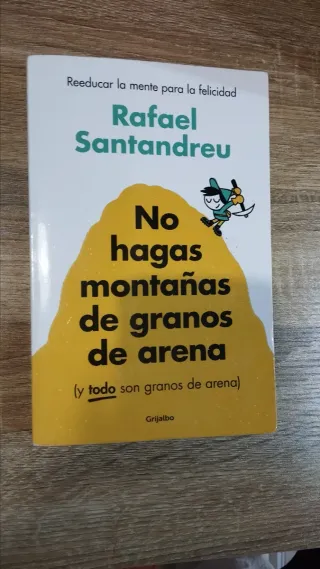 Reeducar la mente para la felicidad
Rafael
Santandreu
No
hagas
montañas
de granos
de arena
(y todo son granos de arena)
Grijalbo